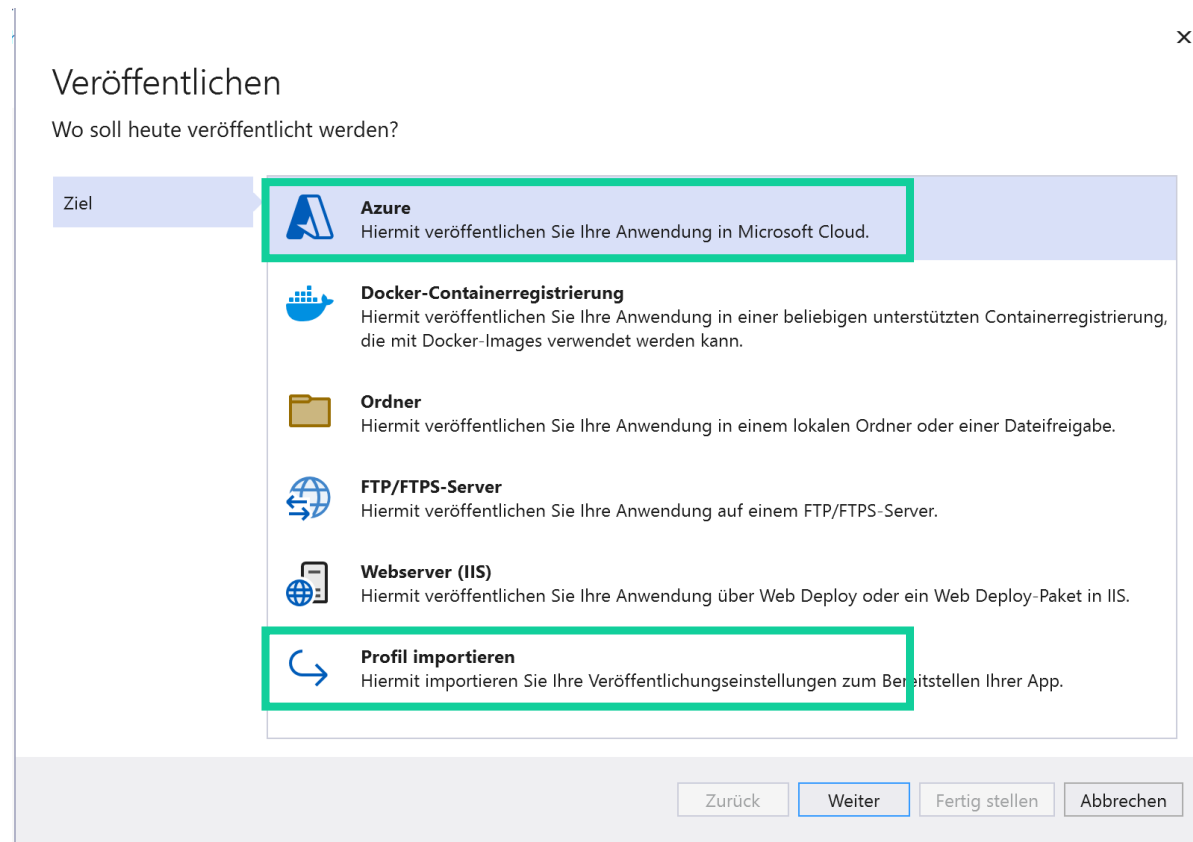 Veröffentlichen
Wo soll heute veröffentlicht werden?
Ziel
Azure
Hiermit veröffentlichen Sie Ihre Anwendung in Microsoft Cloud.
Docker-Containerregistrierung
Hiermit veröffentlichen Sie Ihre Anwendung in einer beliebigen unterstützten Containerregistrierung,
die mit Docker-Images verwendet werden kann.
Ordner
Hiermit veröffentlichen Sie Ihre Anwendung in einem lokalen Ordner oder einer Dateifreigabe.
FTP/FTPS-Server
Hiermit veröffentlichen Sie Ihre Anwendung auf einem FTP/FTPS-Server.
Webserver (IIS)
Hiermit veröffentlichen Sie Ihre Anwendung über Web Deploy oder ein Web Deploy-Paket in IIS.
Profil importieren
Hiermit importieren Sie Ihre Veröffentlichungseinstellungen zum Bereitstellen Ihrer App.
Zurück
Weiter
Fertig stellen
Abbrechen